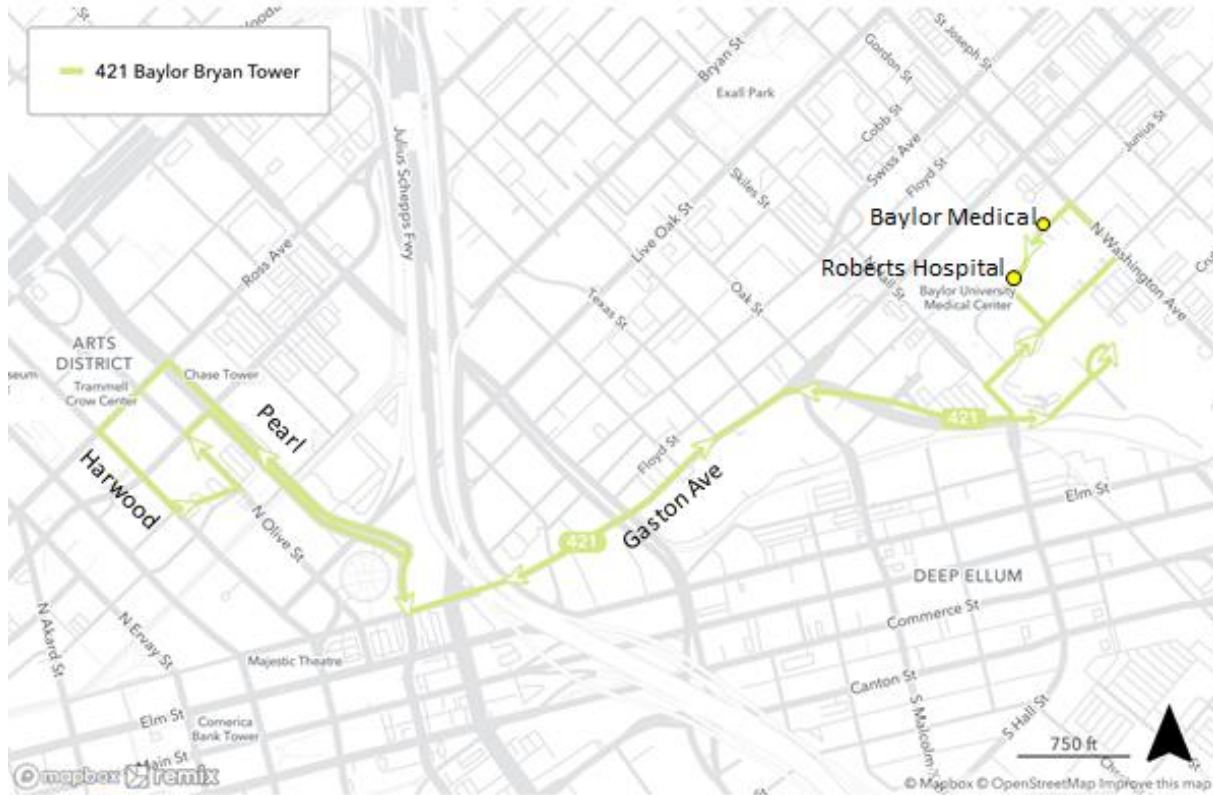 421 Baylor Bryan Tower
Bryan St
Exall Park
Gordon St
St Joseph St
Cobb St
Swiss Ave
Floyd St
Junius St
Julius Schepps Fwy
Skiles St
Live Oak St
Ross Ave
Texas St
Oak St
Baylor Medical
Roberts Hospital
Baylor University
Medical Center
N Washington Ave
ARTS
DISTRICT
Trammell
Crow Center
Chase Tower
Pearl
Harwood
N Olive St
Floyd St
Gaston Ave
421
421
Elm St
DEEP ELLUM
Commerce St
Canton St
S Malcolm
S Hall St
N Akard St
N Ervay St
Majestic Theatre
Elm St
Comerica
Bank Tower
Main St
750 ft
mapbox remix
© Mapbox © OpenStreetMap Improve this map